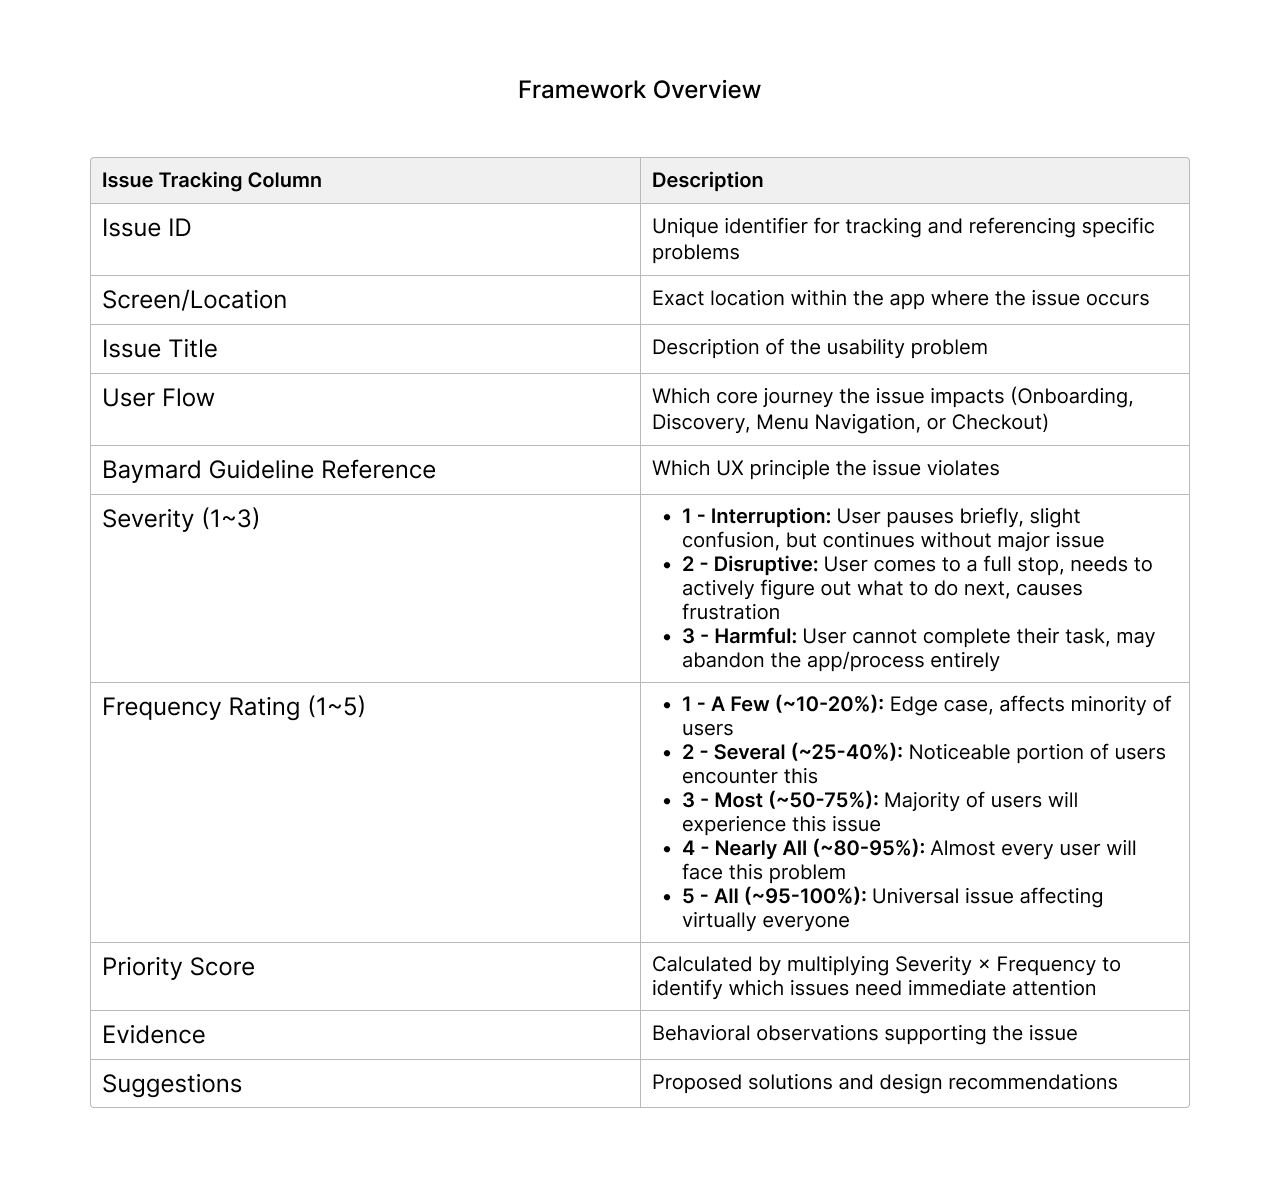 Framework Overview
Issue Tracking Column
Description
Issue ID
Unique identifier for tracking and referencing specific
problems
Screen/Location
Exact location within the app where the issue occurs
Issue Title
Description of the usability problem
User Flow
Which core journey the issue impacts (Onboarding,
Discovery, Menu Navigation, or Checkout)
Baymard Guideline Reference
Which UX principle the issue violates
Severity (1~3)
• 1 - Interruption: User pauses briefly, slight
confusion, but continues without major issue
• 2 - Disruptive: User comes to a full stop, needs to
actively figure out what to do next, causes
frustration
• 3 - Harmful: User cannot complete their task, may
abandon the app/process entirely
Frequency Rating (1~5)
• 1 - A Few (~10-20%): Edge case, affects minority of
users
• 2 - Several (~25-40%): Noticeable portion of users
encounter this
• 3 - Most (~50-75%): Majority of users will
experience this issue
• 4 - Nearly All (~80-95%): Almost every user will
face this problem
• 5 - All (~95-100%): Universal issue affecting
virtually everyone
Priority Score
Calculated by multiplying Severity × Frequency to
identify which issues need immediate attention
Evidence
Behavioral observations supporting the issue
Suggestions
Proposed solutions and design recommendations